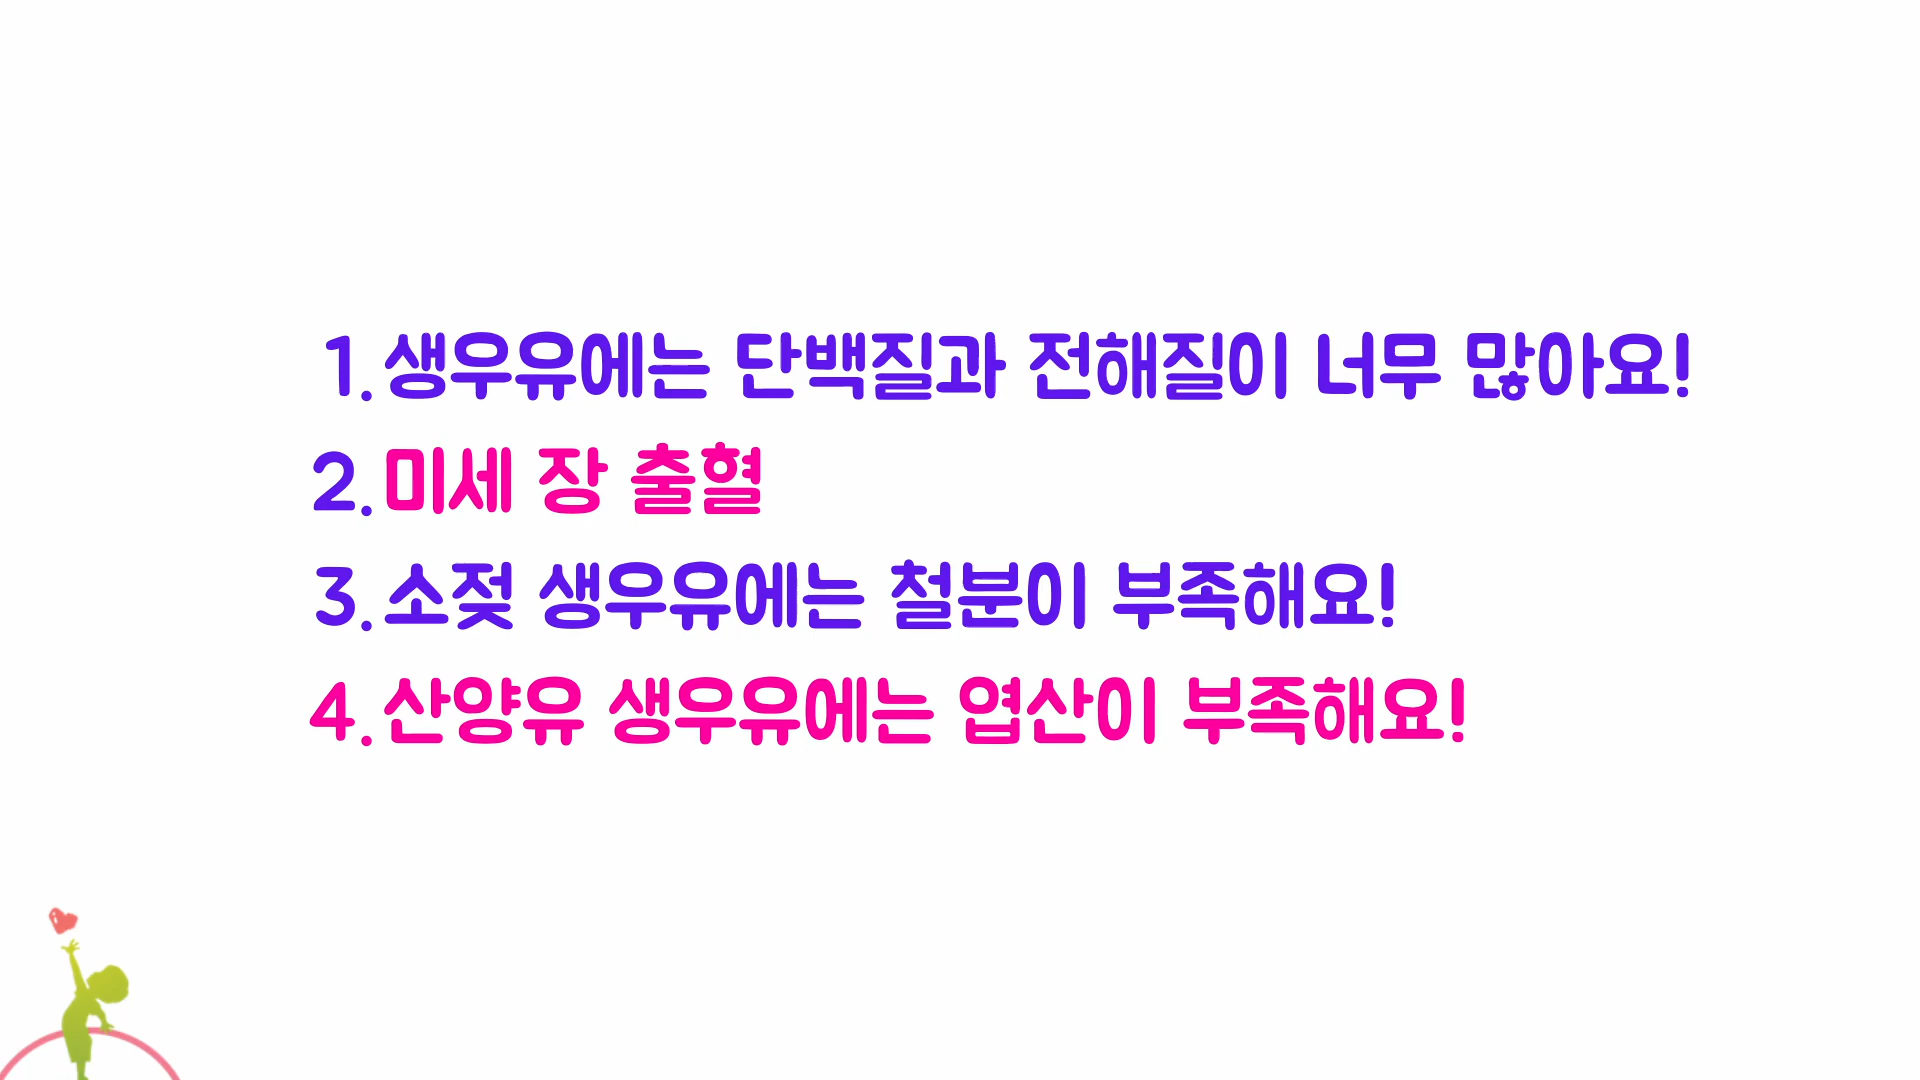 1.생우유에는 단백질과 전해질이 너무 많아요!
2.미세 장 출혈
3.소젖 생우유에는 철분이 부족해요!
4.산양유 생우유에는 엽산이 부족해요!